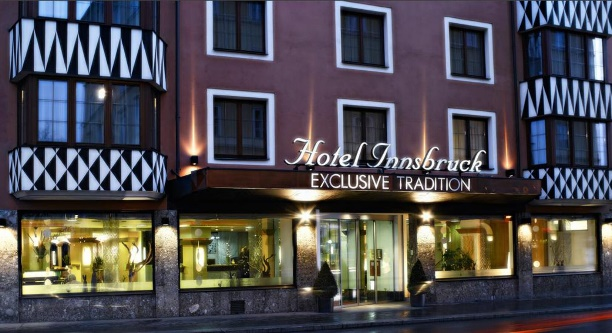 Hotel Innsbruck
EXCLUSIVE TRADITION